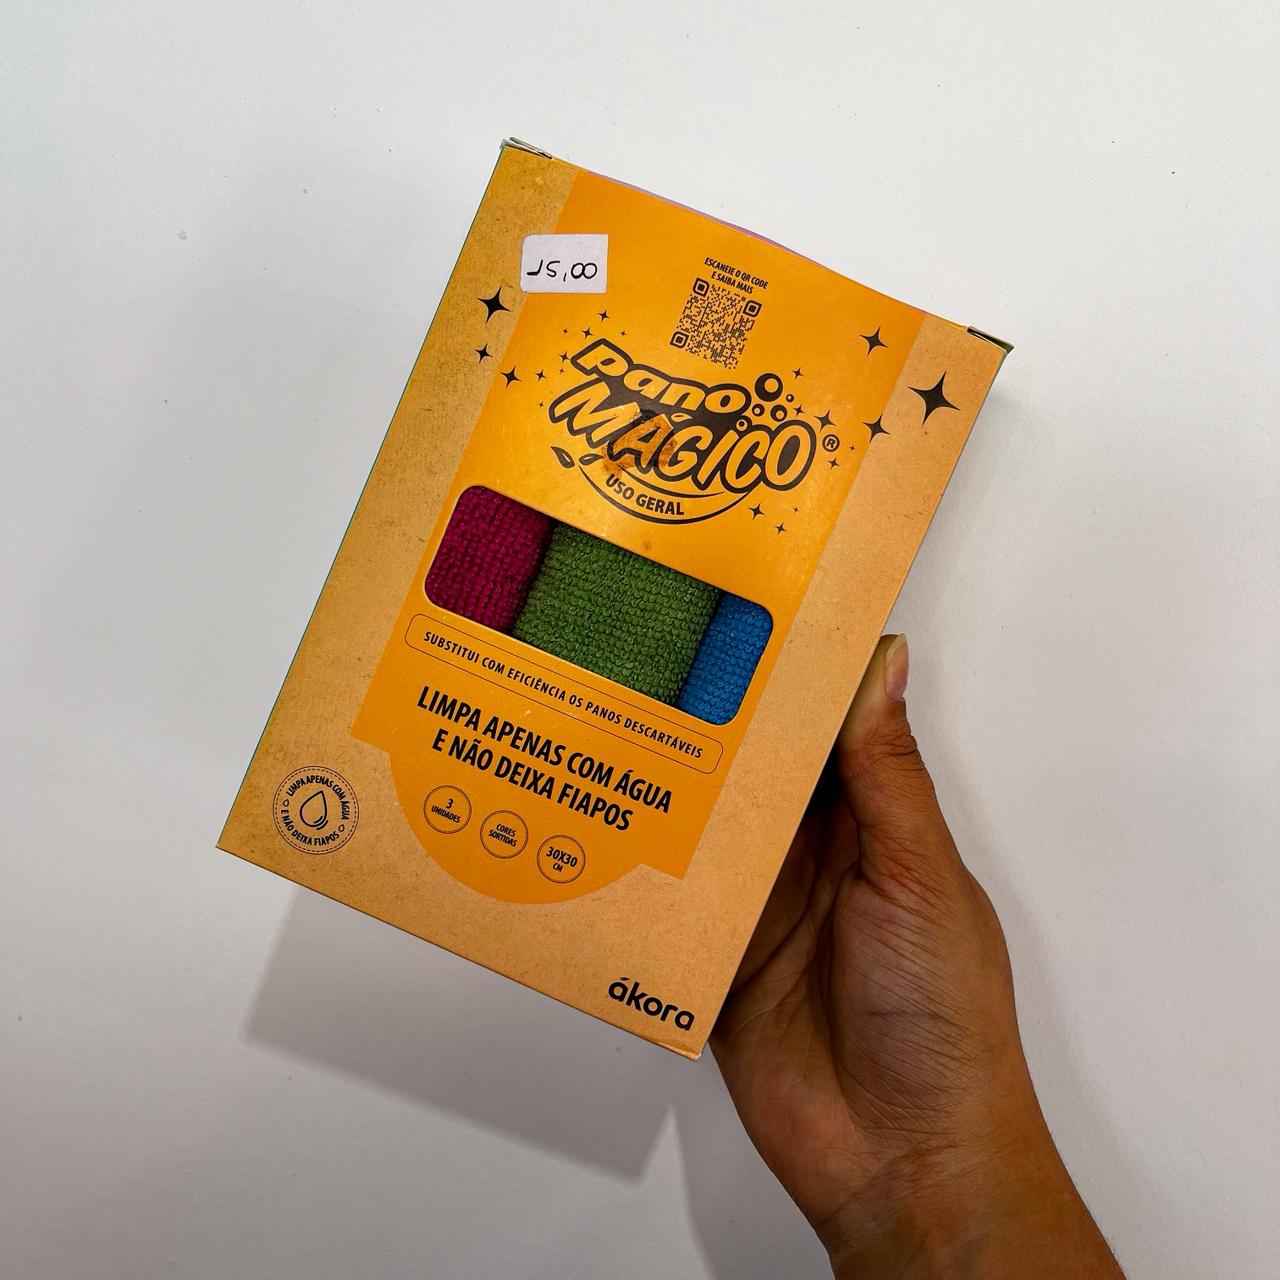 15,00
ESCANEIE O QR CODE
E SAIBA MAIS
pano
MÁGICO®
USO GERAL
SUBSTITUI COM EFICIÊNCIA OS PANOS DESCARTÁVEIS
LIMPA APENAS COM ÁGUA
E NÃO DEIXA FIAPOS
3
UNIDADES
CORES
SORTIDAS
30X30
CM
LIMPA APENAS COM ÁGUA
E NÃO DEIXA FIAPOS
ákora